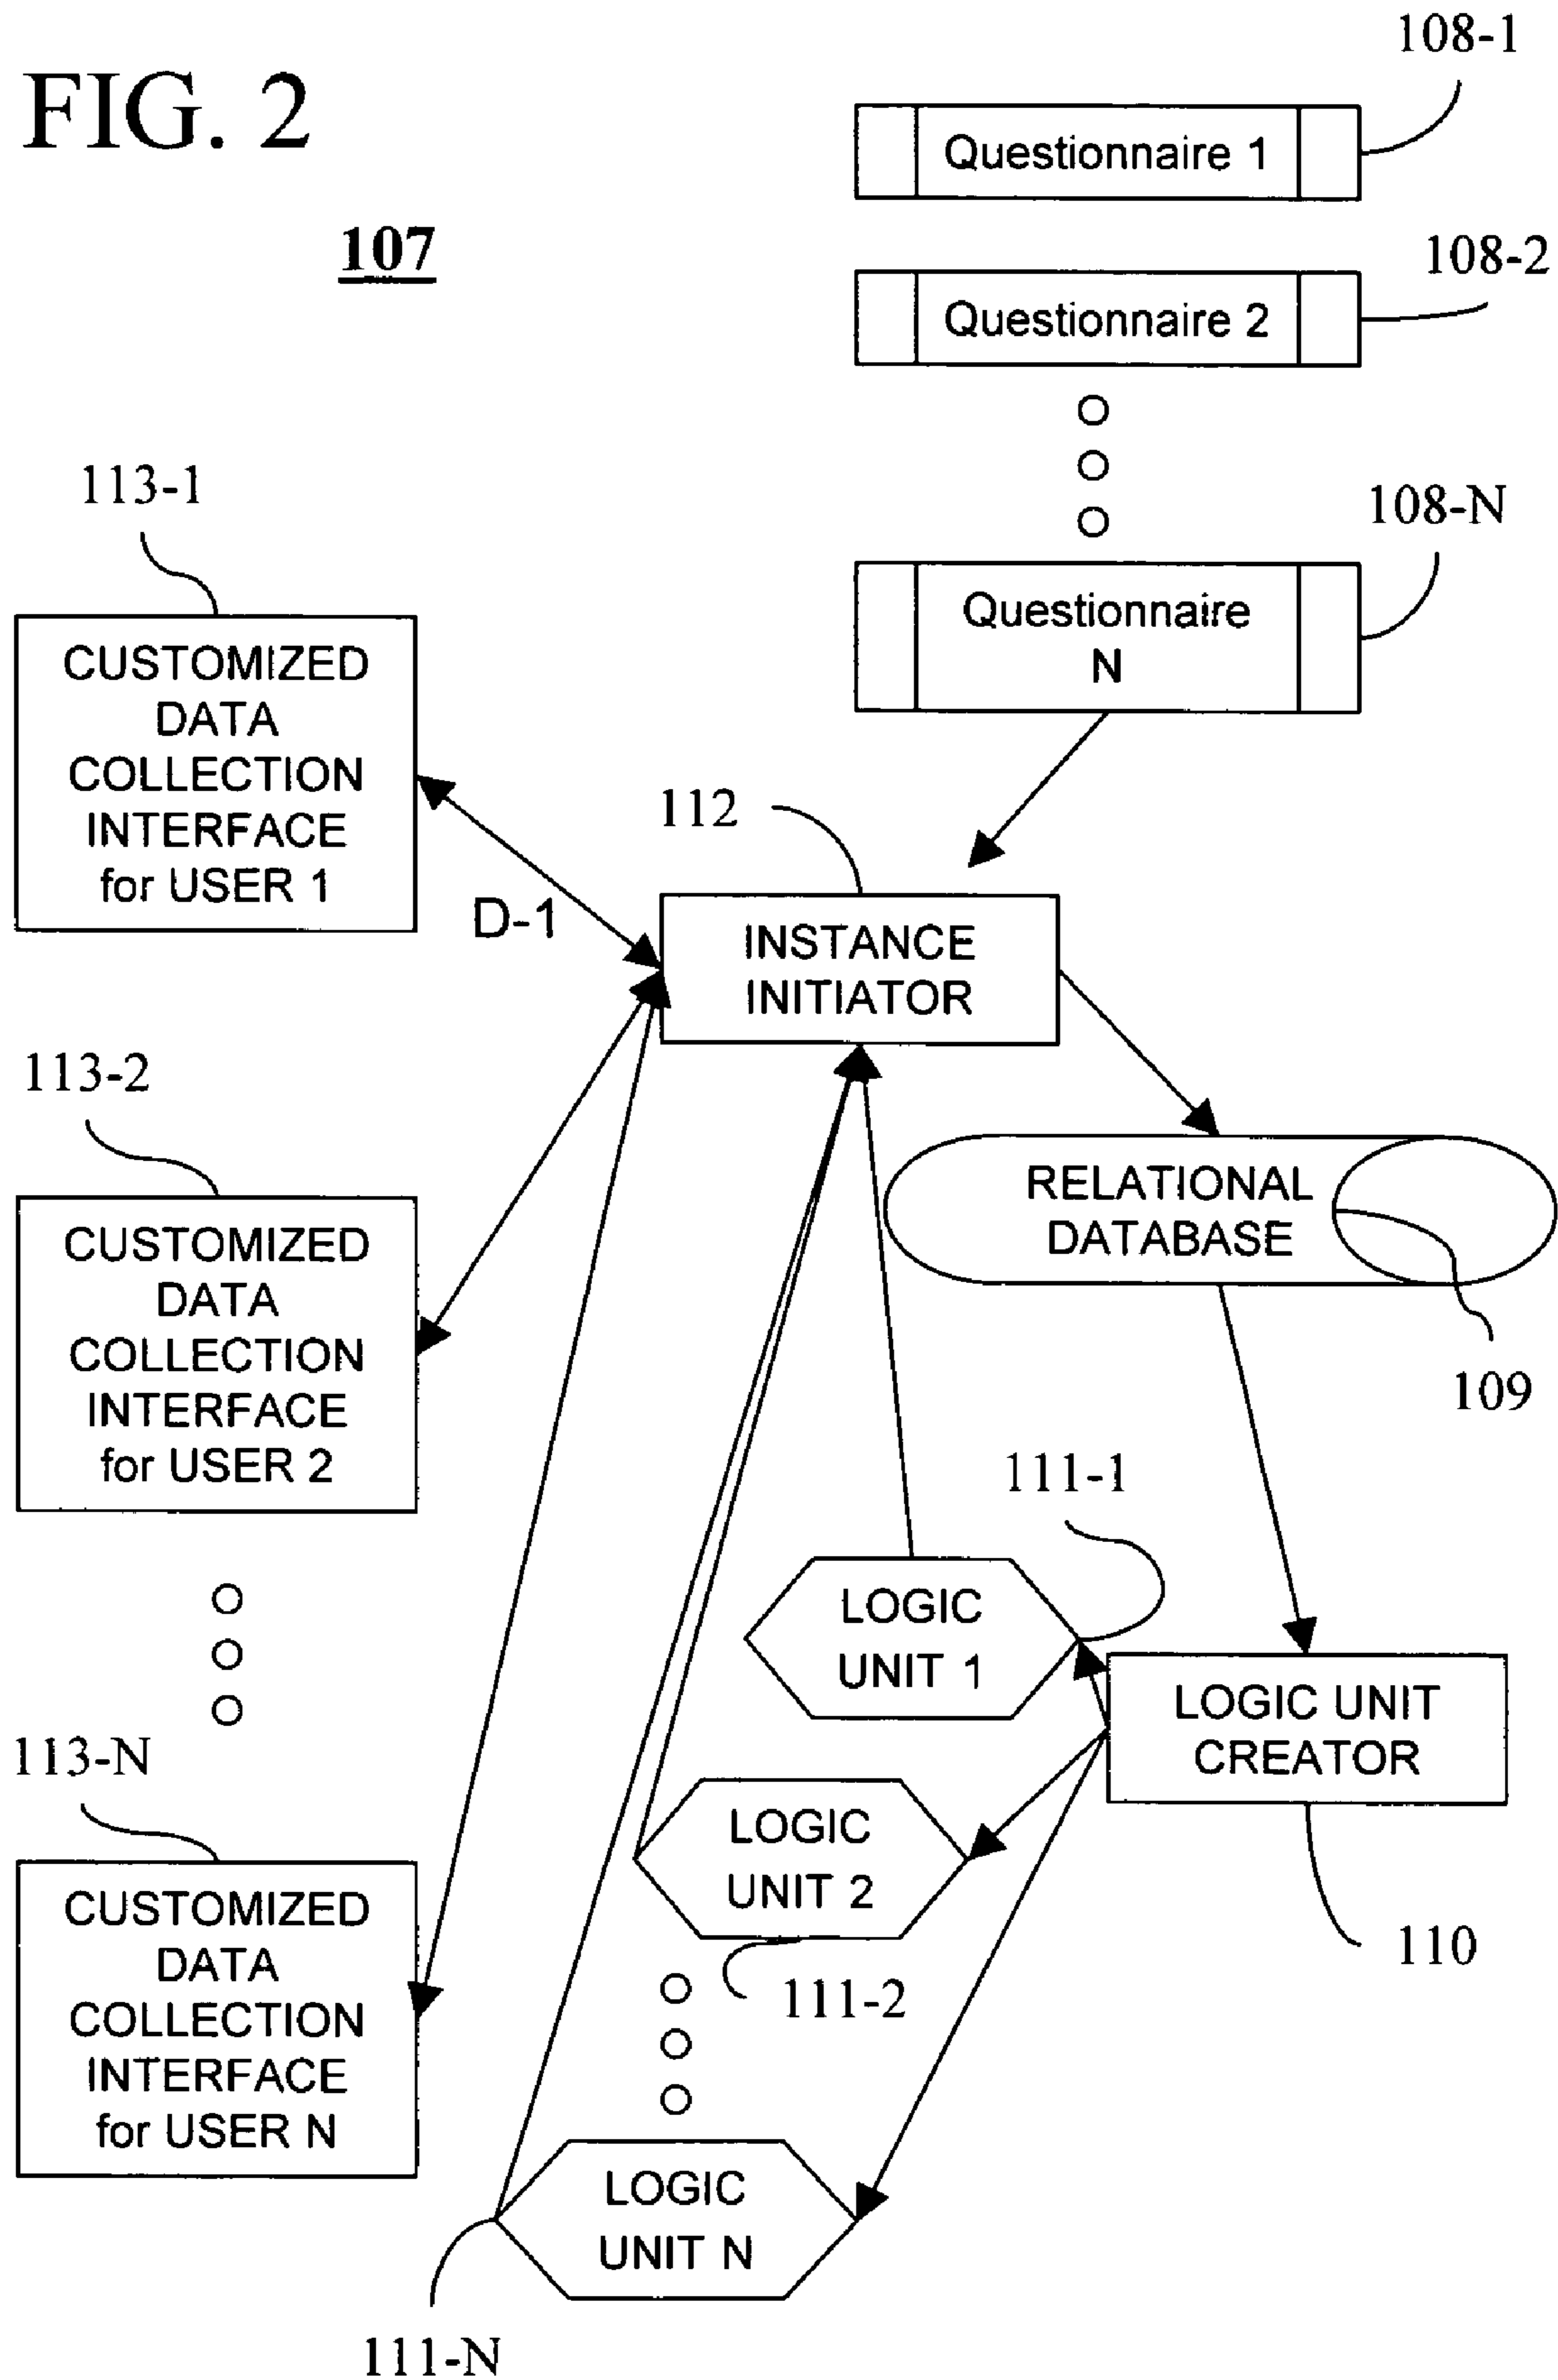 FIG. 2
107
108-1
Questionnaire 1
108-2
Questionnaire 2
108-N
Questionnaire
N
113-1
CUSTOMIZED
DATA
COLLECTION
INTERFACE
for USER 1
D-1
112
INSTANCE
INITIATOR
113-2
CUSTOMIZED
DATA
COLLECTION
INTERFACE
for USER 2
RELATIONAL
DATABASE
109
111-1
LOGIC
UNIT 1
LOGIC UNIT
CREATOR
110
LOGIC
UNIT 2
111-2
113-N
CUSTOMIZED
DATA
COLLECTION
INTERFACE
for USER N
LOGIC
UNIT N
111-N